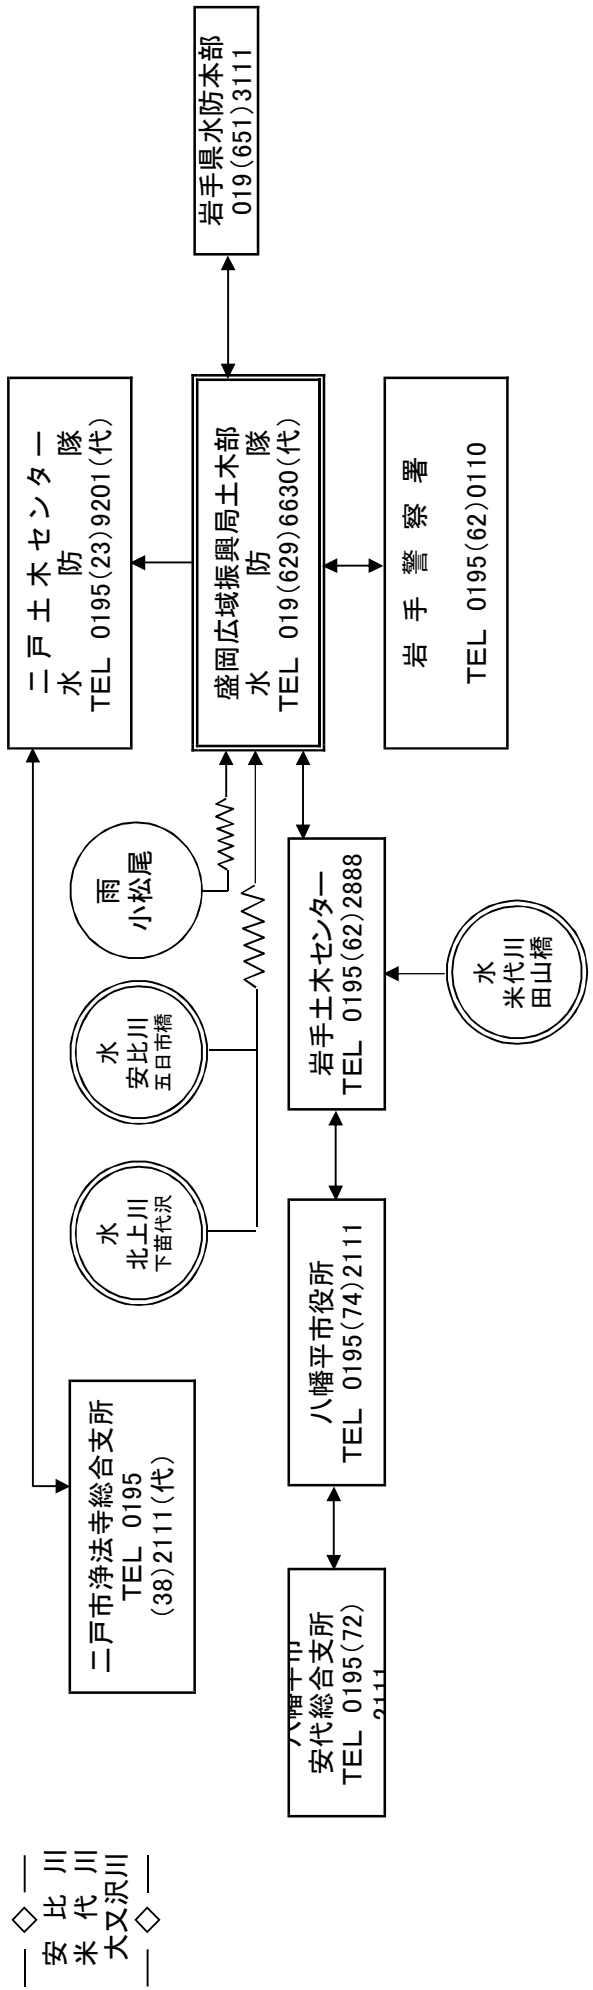 安比川
米代川
大又沢川
二戸市浄法寺総合支所
TEL 0195
(38)2111(代)
二戸土木センター
水防隊
TEL 0195(23)9201(代)
水
北上川
下苗代沢
水
安比川
五日市橋
雨
小松尾
盛岡広域振興局土木部
水防隊
TEL 019(629)6630(代)
岩手県水防本部
019(651)3111
八幡平市
安代総合支所
TEL 0195(72)
2111
八幡平市役所
TEL 0195(74)2111
岩手土木センター
TEL 0195(62)2888
岩手警察署
TEL 0195(62)0110
水
米代川
田山橋